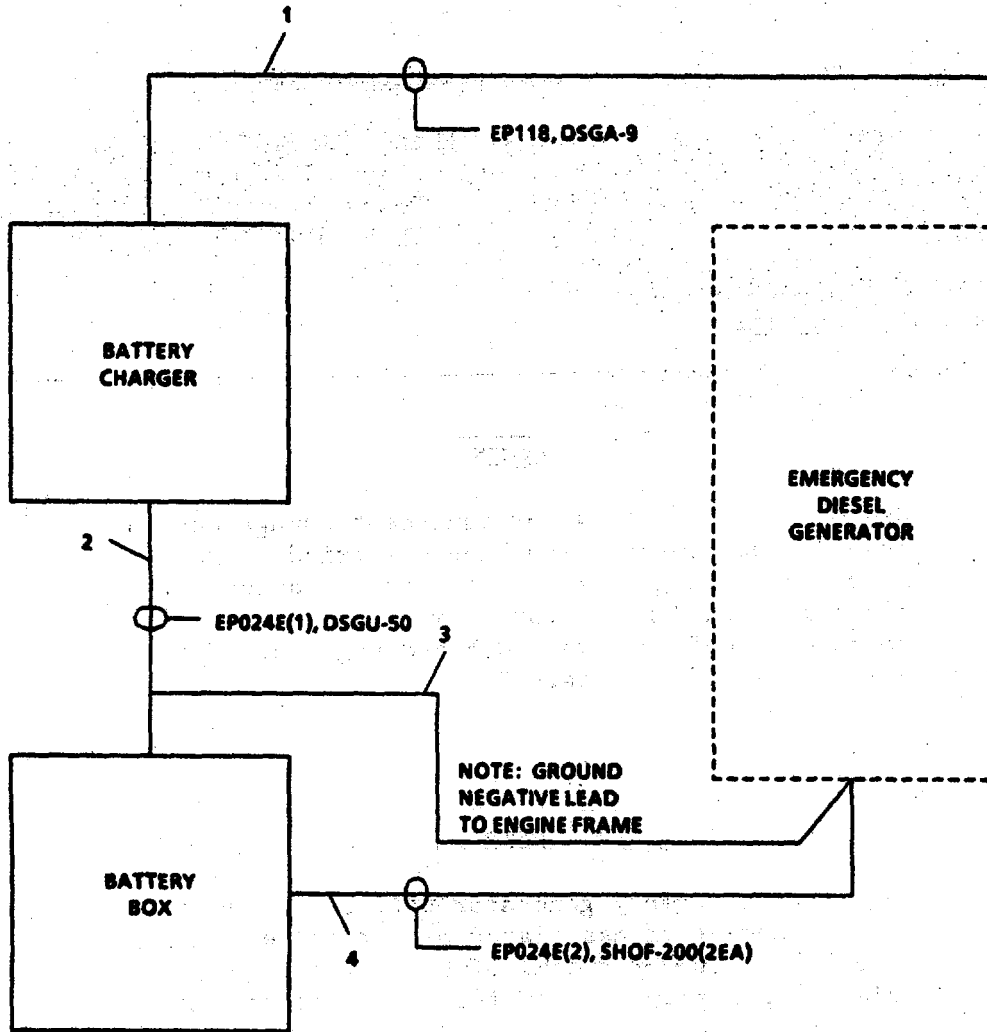 1
EP118, DSGA-9
BATTERY
CHARGER
EMERGENCY
DIESEL
GENERATOR
2
EP024E(1), DSGU-50
3
NOTE: GROUND
NEGATIVE LEAD
TO ENGINE FRAME
BATTERY
BOX
4
EP024E(2), SHOF-200(2EA)